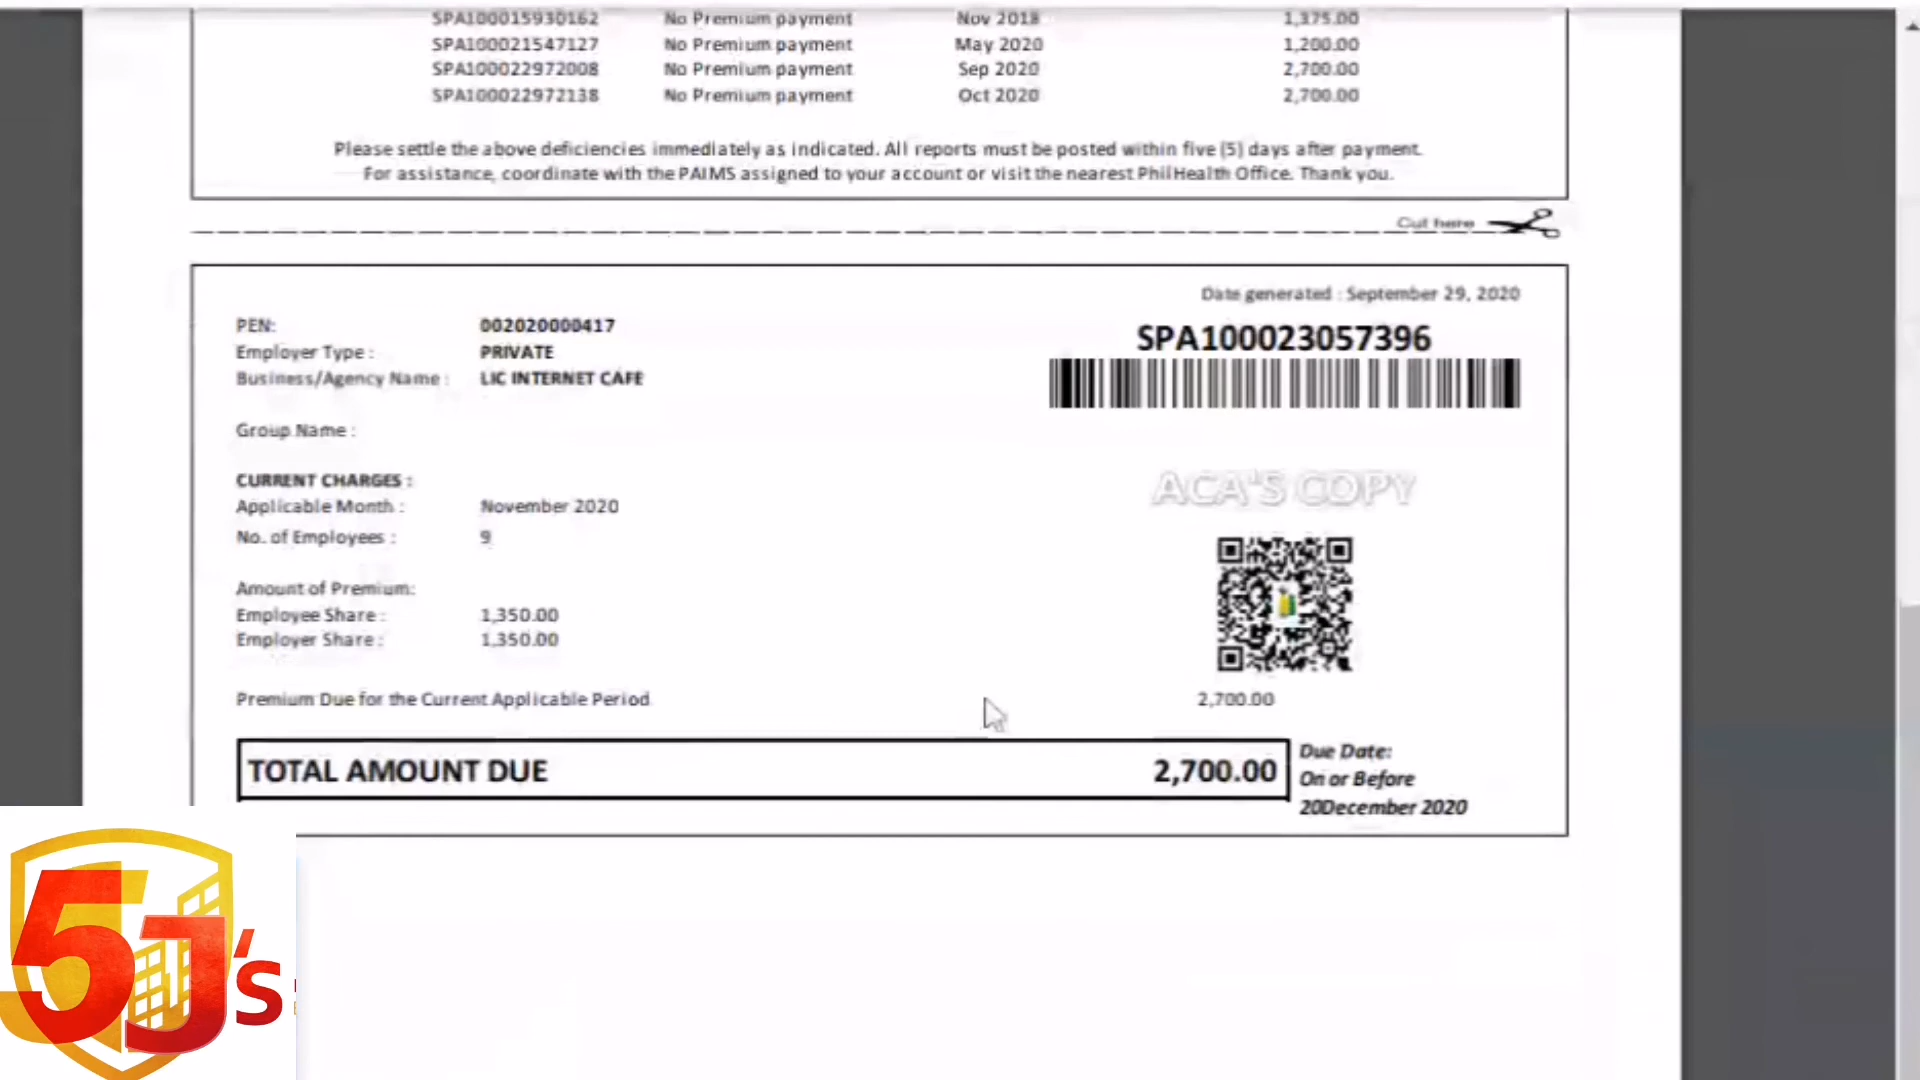 SPA100015930162 No Premium payment Nov 2018 1,375.00
SPA100021547127 No Premium payment May 2020 1,200.00
SPA100022972008 No Premium payment Sep 2020 2,700.00
SPA100022972138 No Premium payment Oct 2020 2,700.00
Please settle the above deficiencies immediately as indicated. All reports must be posted within five (5) days after payment.
For assistance, coordinate with the PAIMS assigned to your account or visit the nearest PhilHealth Office. Thank you.
Cut here
Date generated : September 29, 2020
PEN: 002020000417
SPA100023057396
Employer Type : PRIVATE
Business/Agency Name : LIC INTERNET CAFE
Group Name :
CURRENT CHARGES :
ACA'S COPY
Applicable Month : November 2020
No. of Employees : 9
Amount of Premium:
Employee Share : 1,350.00
Employer Share : 1,350.00
Premium Due for the Current Applicable Period 2,700.00
TOTAL AMOUNT DUE 2,700.00
Due Date:
On or Before
20December 2020
5J's